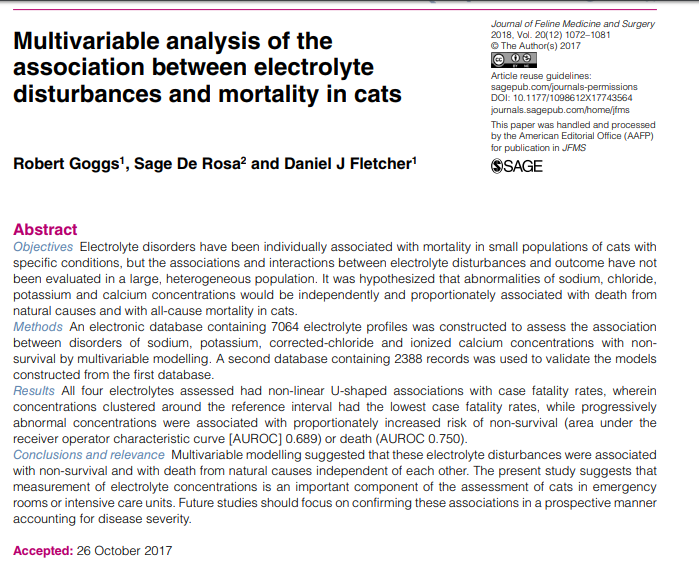 Multivariable analysis of the
association between electrolyte
disturbances and mortality in cats
Robert Goggs¹, Sage De Rosa² and Daniel J Fletcher¹
Journal of Feline Medicine and Surgery
2018, Vol. 20(12) 1072–1081
© The Author(s) 2017
Article reuse guidelines:
sagepub.com/journals-permissions
DOI: 10.1177/1098612X17743564
journals.sagepub.com/home/jfms
This paper was handled and processed
by the American Editorial Office (AAFP)
for publication in JFMS
SAGE
Abstract
Objectives Electrolyte disorders have been individually associated with mortality in small populations of cats with
specific conditions, but the associations and interactions between electrolyte disturbances and outcome have not
been evaluated in a large, heterogeneous population. It was hypothesized that abnormalities of sodium, chloride,
potassium and calcium concentrations would be independently and proportionately associated with death from
natural causes and with all-cause mortality in cats.
Methods An electronic database containing 7064 electrolyte profiles was constructed to assess the association
between disorders of sodium, potassium, corrected-chloride and ionized calcium concentrations with non-
survival by multivariable modelling. A second database containing 2388 records was used to validate the models
constructed from the first database.
Results All four electrolytes assessed had non-linear U-shaped associations with case fatality rates, wherein
concentrations clustered around the reference interval had the lowest case fatality rates, while progressively
abnormal concentrations were associated with proportionately increased risk of non-survival (area under the
receiver operator characteristic curve [AUROC] 0.689) or death (AUROC 0.750).
Conclusions and relevance Multivariable modelling suggested that these electrolyte disturbances were associated
with non-survival and with death from natural causes independent of each other. The present study suggests that
measurement of electrolyte concentrations is an important component of the assessment of cats in emergency
rooms or intensive care units. Future studies should focus on confirming these associations in a prospective manner
accounting for disease severity.
Accepted: 26 October 2017